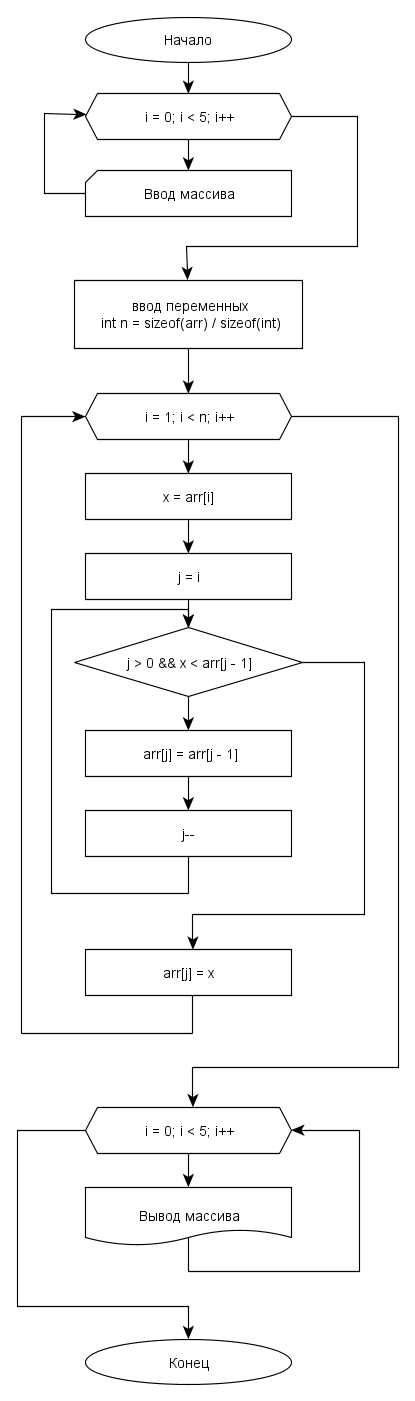 Начало
i = 0; i < 5; i++
Ввод массива
ввод переменных
int n = sizeof(arr) / sizeof(int)
i = 1; i < n; i++
x = arr[i]
j = i
j > 0 && x < arr[j - 1]
arr[j] = arr[j - 1]
j--
arr[j] = x
i = 0; i < 5; i++
Вывод массива
Конец